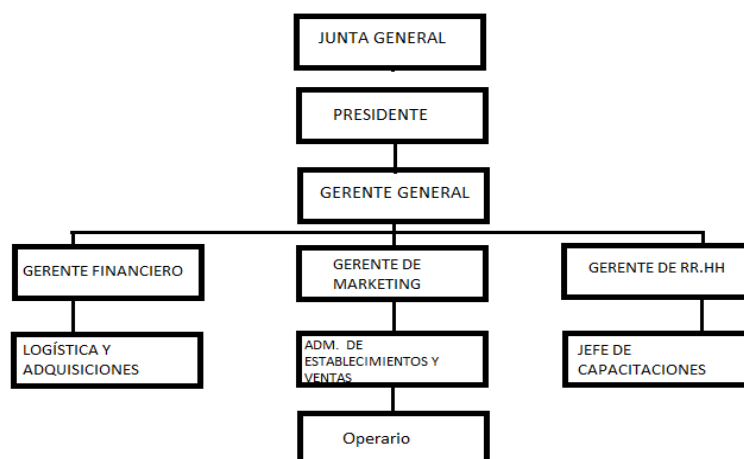 JUNTA GENERAL
PRESIDENTE
GERENTE GENERAL
GERENTE FINANCIERO
GERENTE DE
MARKETING
GERENTE DE RR.HH
LOGÍSTICA Y
ADQUISICIONES
ADM. DE
ESTABLECIMIENTOS Y
VENTAS
JEFE DE
CAPACITACIONES
Operario